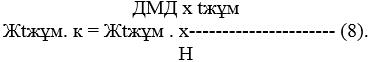 ДМД х tжұм
Жtжұм. к = Жtжұм . х---------------------- (8).
Н